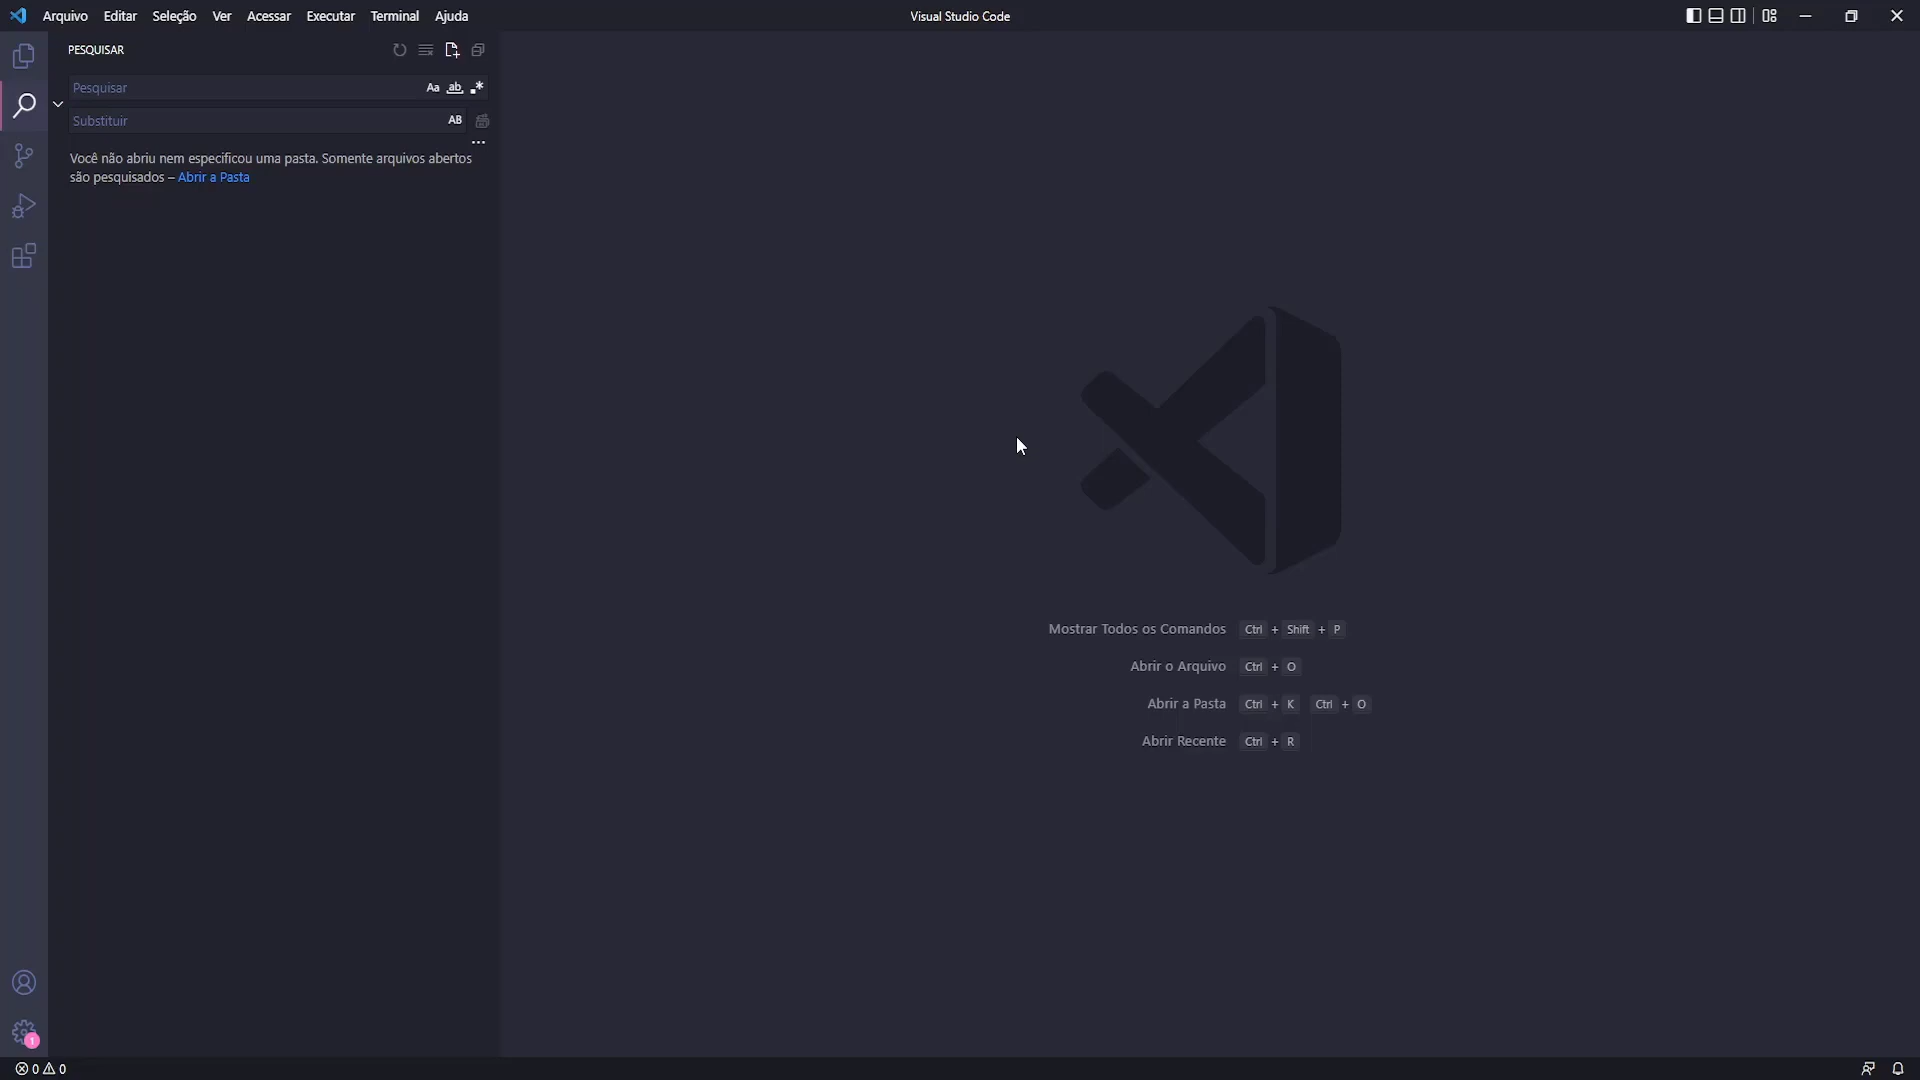 Arquivo Editar Seleção Ver Acessar Executar Terminal Ajuda
Visual Studio Code
PESQUISAR
Pesquisar
Aa ab .*
Substituir
AB
Você não abriu nem especificou uma pasta. Somente arquivos abertos
são pesquisados – Abrir a Pasta
Mostrar Todos os Comandos Ctrl + Shift + P
Abrir o Arquivo Ctrl + O
Abrir a Pasta Ctrl + K Ctrl + O
Abrir Recente Ctrl + R
1
0 0